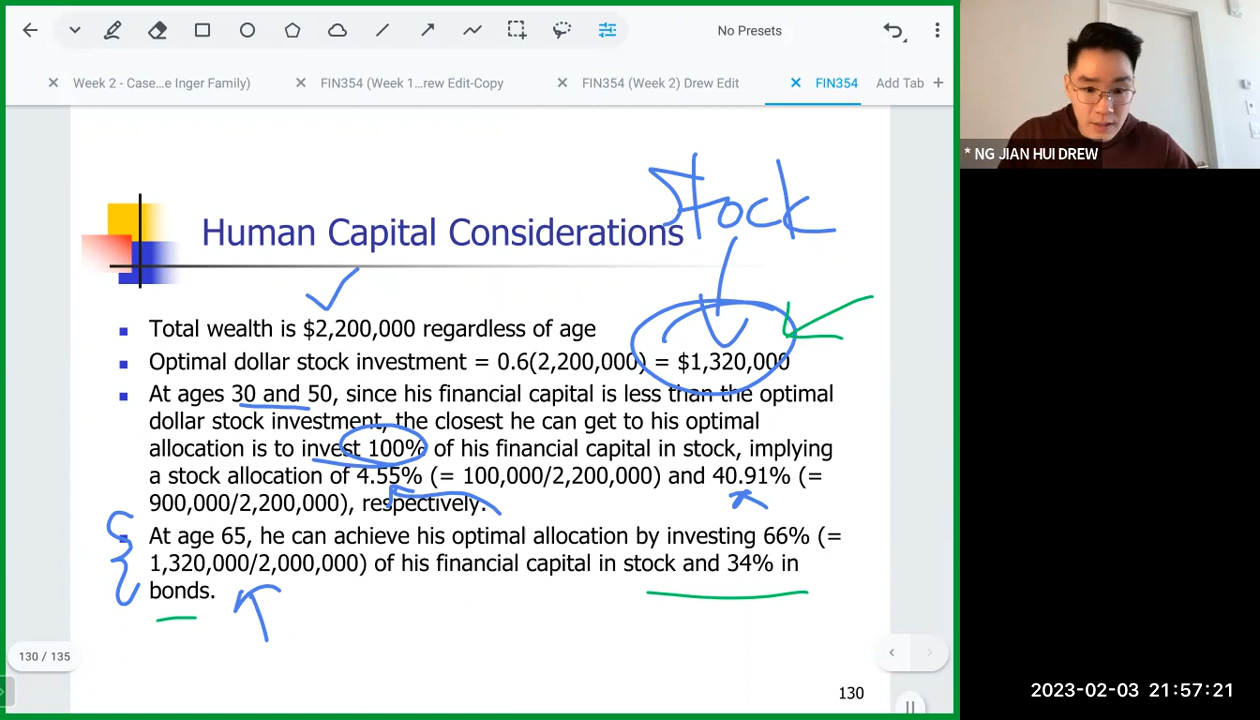 No Presets
Week 2 - Case...e Inger Family)
FIN354 (Week 1...rew Edit-Copy
FIN354 (Week 2) Drew Edit
FIN354
Add Tab
* NG JIAN HUI DREW
Stock
Human Capital Considerations
Total wealth is $2,200,000 regardless of age
Optimal dollar stock investment = 0.6(2,200,000) = $1,320,000
At ages 30 and 50, since his financial capital is less than the optimal
dollar stock investment, the closest he can get to his optimal
allocation is to invest 100% of his financial capital in stock, implying
a stock allocation of 4.55% (= 100,000/2,200,000) and 40.91% (=
900,000/2,200,000), respectively.
At age 65, he can achieve his optimal allocation by investing 66% (=
1,320,000/2,000,000) of his financial capital in stock and 34% in
bonds.
130 / 135
130
2023-02-03 21:57:21